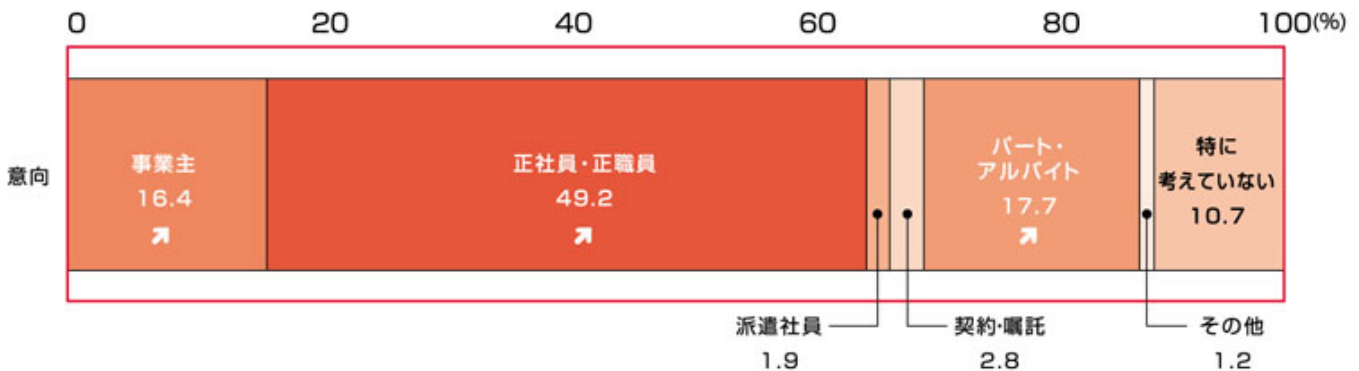 0 20 40 60 80 100(%)
意向
事業主
16.4
正社員・正職員
49.2
パート・
アルバイト
17.7
特に
考えていない
10.7
派遣社員
1.9
契約・嘱託
2.8
その他
1.2